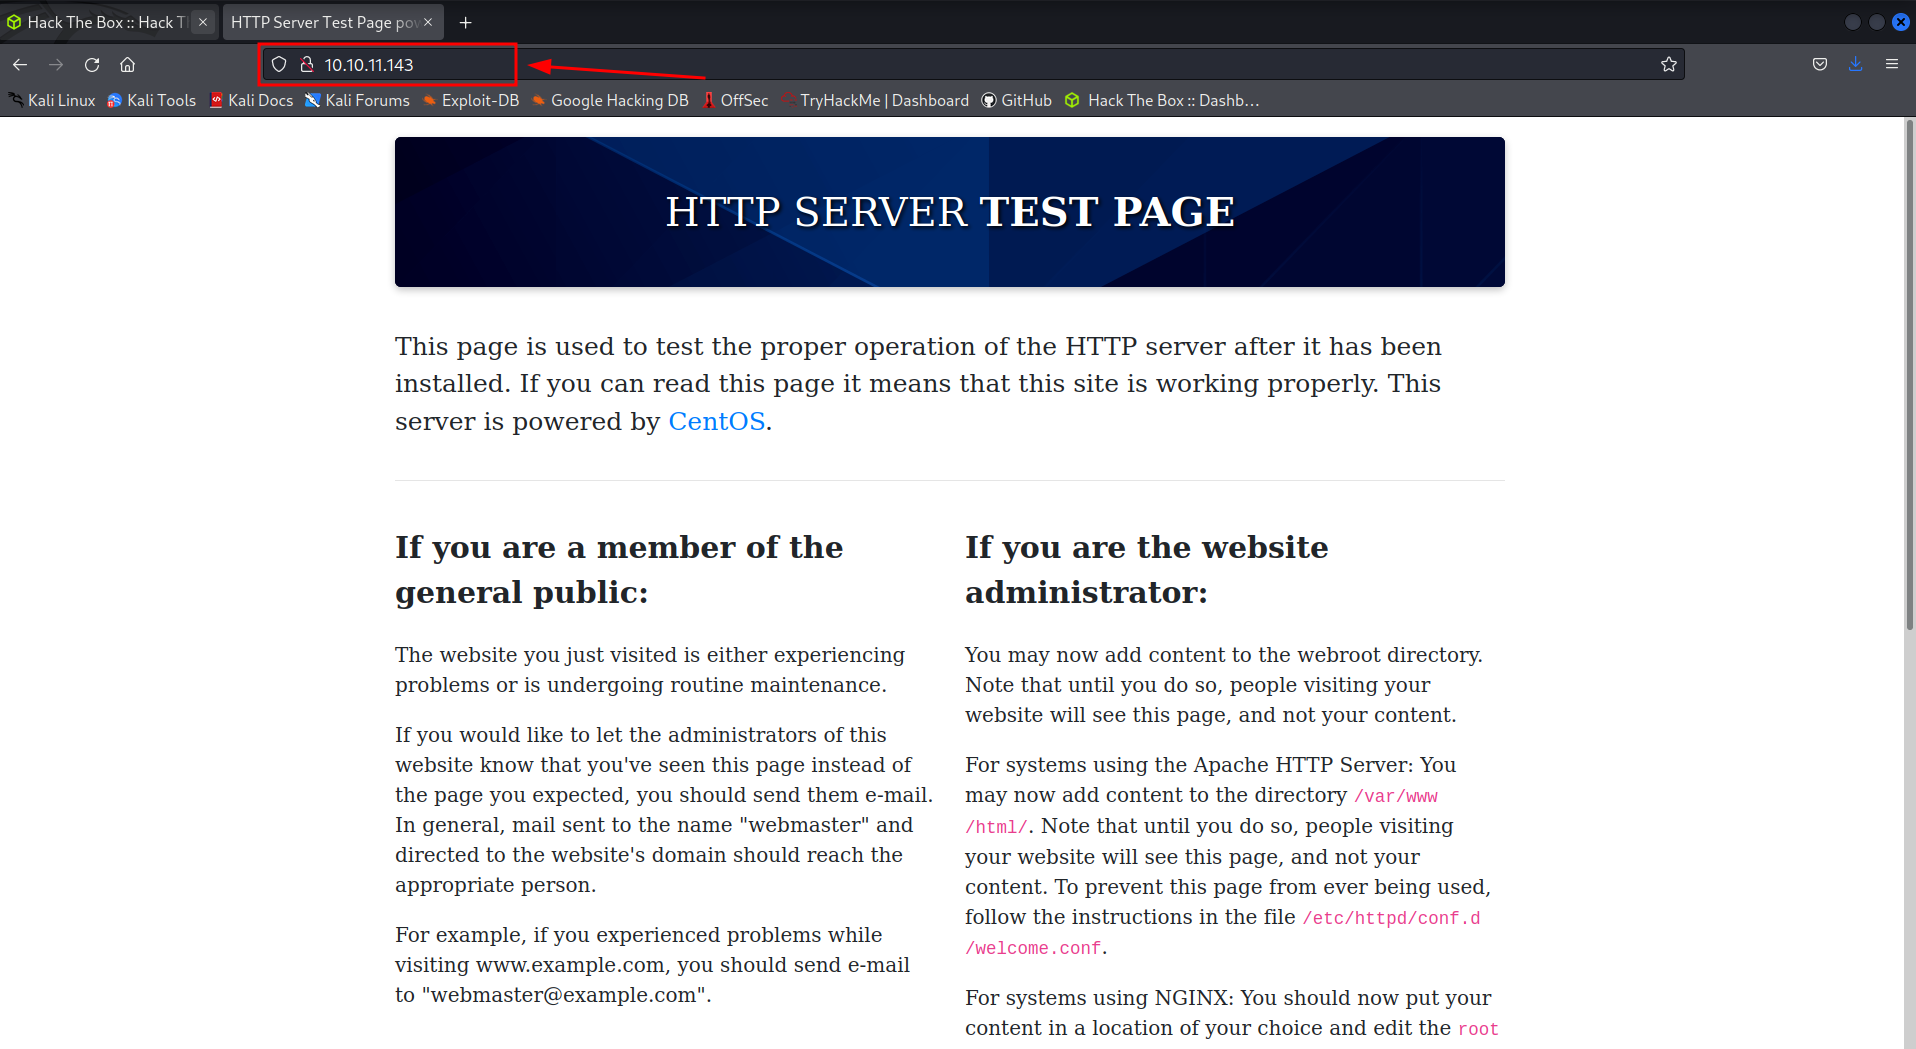 Hack The Box :: Hack T
HTTP Server Test Page pow
10.10.11.143
Kali Linux Kali Tools Kali Docs Kali Forums Exploit-DB Google Hacking DB OffSec TryHackMe | Dashboard GitHub Hack The Box :: Dashb…
HTTP SERVER TEST PAGE
This page is used to test the proper operation of the HTTP server after it has been
installed. If you can read this page it means that this site is working properly. This
server is powered by CentOS.
If you are a member of the
general public:
The website you just visited is either experiencing
problems or is undergoing routine maintenance.
If you would like to let the administrators of this
website know that you've seen this page instead of
the page you expected, you should send them e-mail.
In general, mail sent to the name "webmaster" and
directed to the website's domain should reach the
appropriate person.
For example, if you experienced problems while
visiting www.example.com, you should send e-mail
to "webmaster@example.com".
If you are the website
administrator:
You may now add content to the webroot directory.
Note that until you do so, people visiting your
website will see this page, and not your content.
For systems using the Apache HTTP Server: You
may now add content to the directory /var/www
/html/. Note that until you do so, people visiting
your website will see this page, and not your
content. To prevent this page from ever being used,
follow the instructions in the file /etc/httpd/conf.d
/welcome.conf.
For systems using NGINX: You should now put your
content in a location of your choice and edit the root